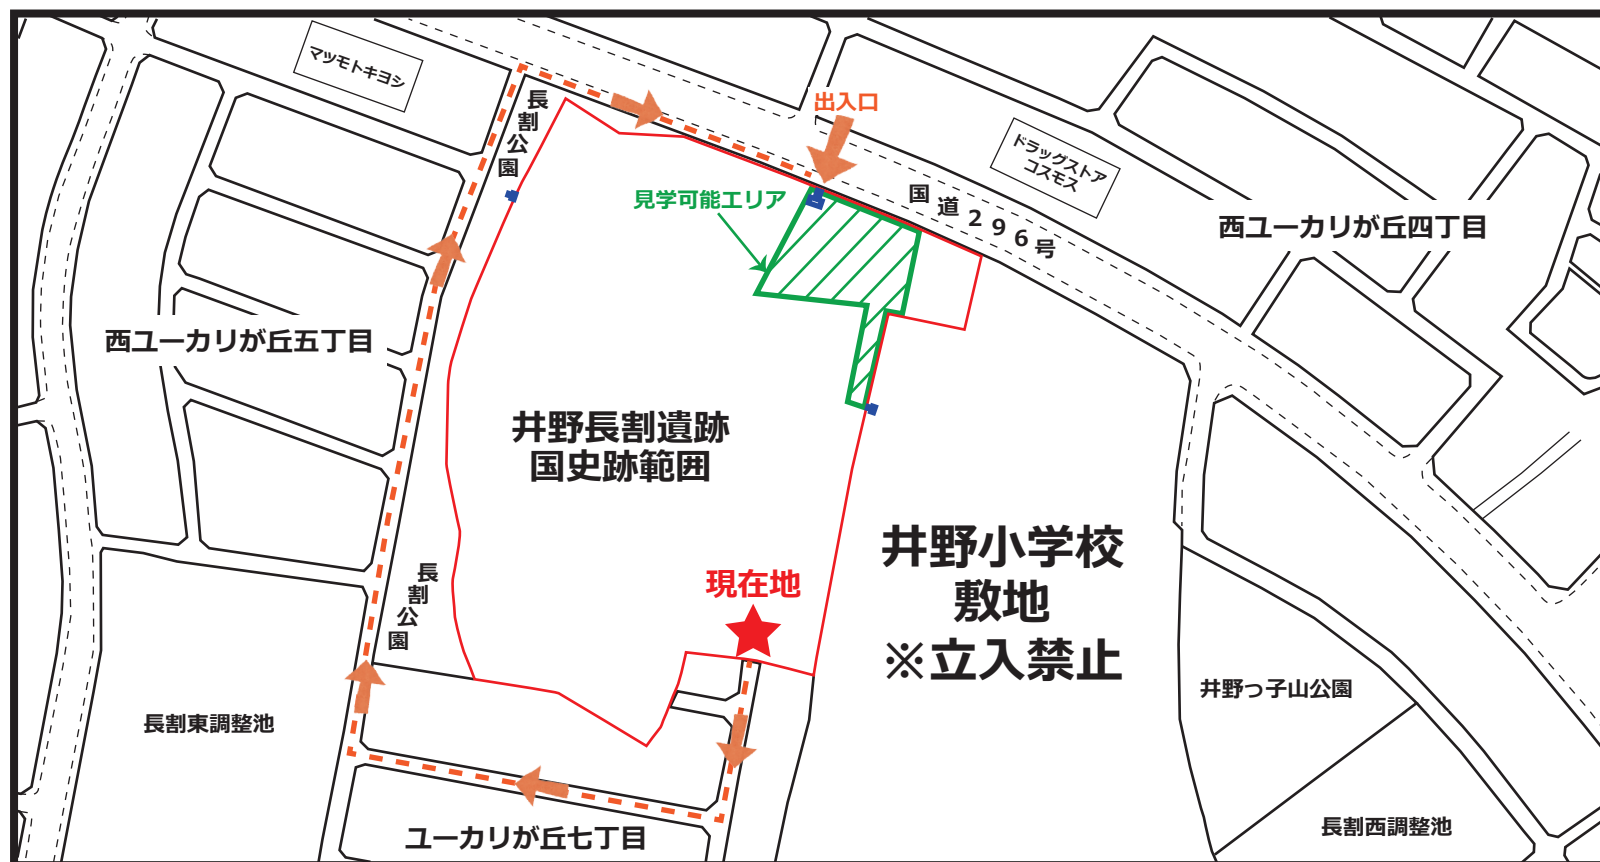 マツモトキヨシ
長割公園
出入口
ドラッグストア
コスモス
見学可能エリア
国道296号
西ユーカリが丘四丁目
西ユーカリが丘五丁目
井野長割遺跡
国史跡範囲
井野小学校
敷地
※立入禁止
現在地
長割公園
井野っ子山公園
長割東調整池
長割西調整池
ユーカリが丘七丁目